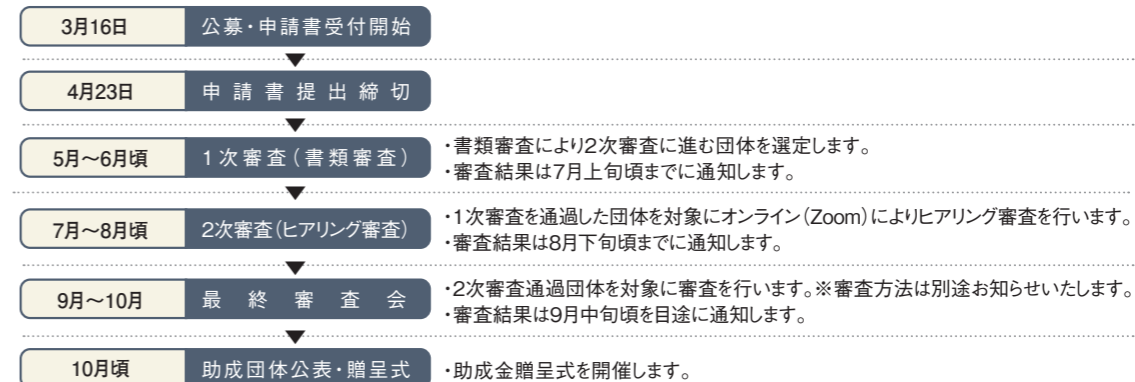 3月16日 公募・申請書受付開始
4月23日 申請書提出締切
5月～6月頃 1次審査（書類審査） ・書類審査により2次審査に進む団体を選定します。
・審査結果は7月上旬頃までに通知します。
7月～8月頃 2次審査（ヒアリング審査） ・1次審査を通過した団体を対象にオンライン（Zoom）によりヒアリング審査を行います。
・審査結果は8月下旬頃までに通知します。
9月～10月 最終審査会 ・2次審査通過団体を対象に審査を行います。※審査方法は別途お知らせいたします。
・審査結果は9月中旬頃を目途に通知します。
10月頃 助成団体公表・贈呈式 ・助成金贈呈式を開催します。